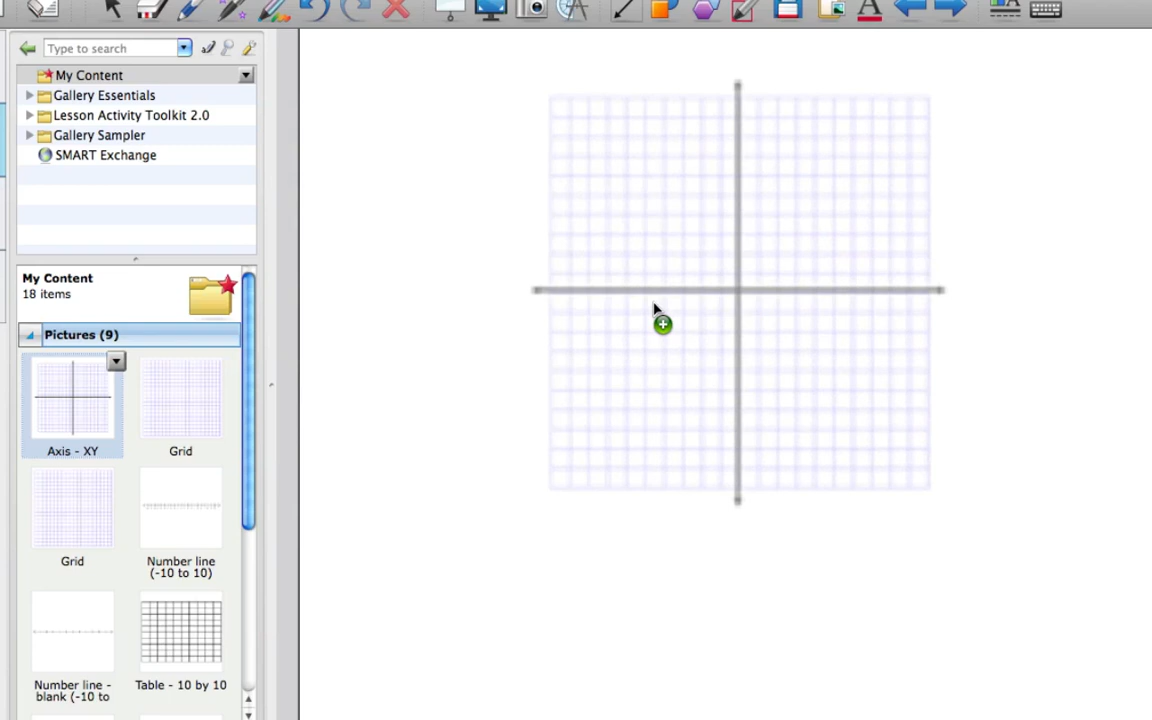 Type to search
My Content
Gallery Essentials
Lesson Activity Toolkit 2.0
Gallery Sampler
SMART Exchange
My Content
18 items
Pictures (9)
Axis - XY
Grid
Grid
Number line
(-10 to 10)
Number line -
blank (-10 to
Table - 10 by 10